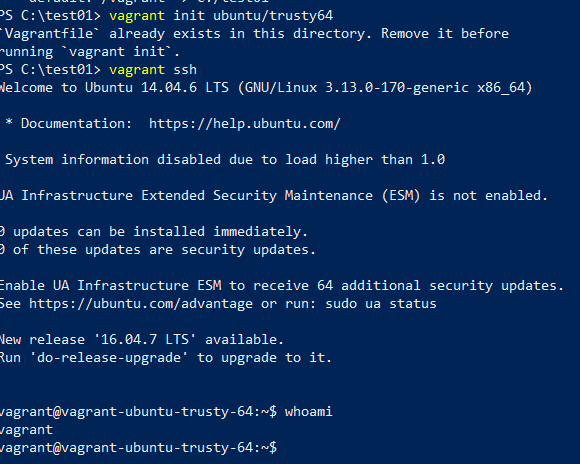 PS C:\test01> vagrant init ubuntu/trusty64
`Vagrantfile` already exists in this directory. Remove it before
running `vagrant init`.
PS C:\test01> vagrant ssh
Welcome to Ubuntu 14.04.6 LTS (GNU/Linux 3.13.0-170-generic x86_64)
* Documentation:  https://help.ubuntu.com/
System information disabled due to load higher than 1.0
UA Infrastructure Extended Security Maintenance (ESM) is not enabled.
0 updates can be installed immediately.
0 of these updates are security updates.
Enable UA Infrastructure ESM to receive 64 additional security updates.
See https://ubuntu.com/advantage or run: sudo ua status
New release '16.04.7 LTS' available.
Run 'do-release-upgrade' to upgrade to it.
vagrant@vagrant-ubuntu-trusty-64:~$ whoami
vagrant
vagrant@vagrant-ubuntu-trusty-64:~$